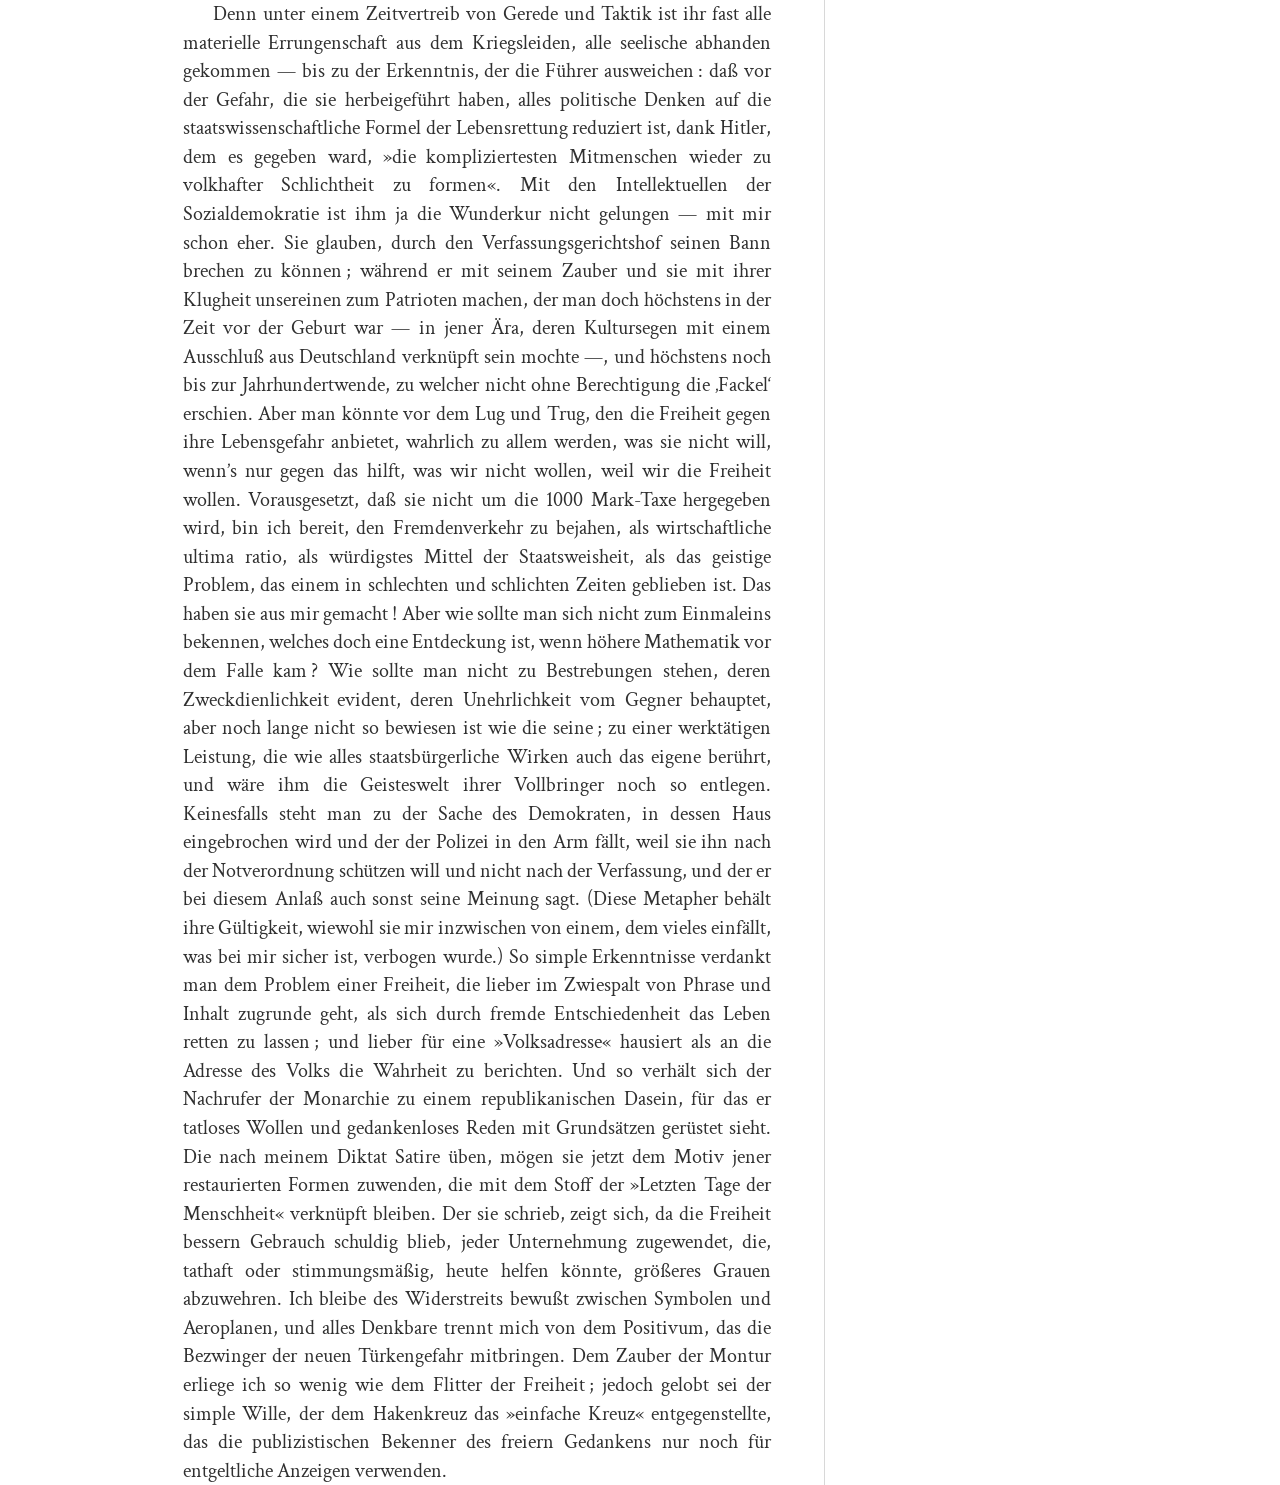 Denn unter einem Zeitvertreib von Gerede und Taktik ist ihr fast alle
materielle Errungenschaft aus dem Kriegsleiden, alle seelische abhanden
gekommen — bis zu der Erkenntnis, der die Führer ausweichen : daß vor
der Gefahr, die sie herbeigeführt haben, alles politische Denken auf die
staatswissenschaftliche Formel der Lebensrettung reduziert ist, dank Hitler,
dem es gegeben ward, »die kompliziertesten Mitmenschen wieder zu
volkhafter Schlichtheit zu formen«. Mit den Intellektuellen der
Sozialdemokratie ist ihm ja die Wunderkur nicht gelungen — mit mir
schon eher. Sie glauben, durch den Verfassungsgerichtshof seinen Bann
brechen zu können ; während er mit seinem Zauber und sie mit ihrer
Klugheit unsereinen zum Patrioten machen, der man doch höchstens in der
Zeit vor der Geburt war — in jener Ära, deren Kultursegen mit einem
Ausschluß aus Deutschland verknüpft sein mochte —, und höchstens noch
bis zur Jahrhundertwende, zu welcher nicht ohne Berechtigung die ‚Fackel‘
erschien. Aber man könnte vor dem Lug und Trug, den die Freiheit gegen
ihre Lebensgefahr anbietet, wahrlich zu allem werden, was sie nicht will,
wenn’s nur gegen das hilft, was wir nicht wollen, weil wir die Freiheit
wollen. Vorausgesetzt, daß sie nicht um die 1000 Mark-Taxe hergegeben
wird, bin ich bereit, den Fremdenverkehr zu bejahen, als wirtschaftliche
ultima ratio, als würdigstes Mittel der Staatsweisheit, als das geistige
Problem, das einem in schlechten und schlichten Zeiten geblieben ist. Das
haben sie aus mir gemacht ! Aber wie sollte man sich nicht zum Einmaleins
bekennen, welches doch eine Entdeckung ist, wenn höhere Mathematik vor
dem Falle kam ? Wie sollte man nicht zu Bestrebungen stehen, deren
Zweckdienlichkeit evident, deren Unehrlichkeit vom Gegner behauptet,
aber noch lange nicht so bewiesen ist wie die seine ; zu einer werktätigen
Leistung, die wie alles staatsbürgerliche Wirken auch das eigene berührt,
und wäre ihm die Geisteswelt ihrer Vollbringer noch so entlegen.
Keinesfalls steht man zu der Sache des Demokraten, in dessen Haus
eingebrochen wird und der der Polizei in den Arm fällt, weil sie ihn nach
der Notverordnung schützen will und nicht nach der Verfassung, und der er
bei diesem Anlaß auch sonst seine Meinung sagt. (Diese Metapher behält
ihre Gültigkeit, wiewohl sie mir inzwischen von einem, dem vieles einfällt,
was bei mir sicher ist, verbogen wurde.) So simple Erkenntnisse verdankt
man dem Problem einer Freiheit, die lieber im Zwiespalt von Phrase und
Inhalt zugrunde geht, als sich durch fremde Entschiedenheit das Leben
retten zu lassen ; und lieber für eine »Volksadresse« hausiert als an die
Adresse des Volks die Wahrheit zu berichten. Und so verhält sich der
Nachrufer der Monarchie zu einem republikanischen Dasein, für das er
tatloses Wollen und gedankenloses Reden mit Grundsätzen gerüstet sieht.
Die nach meinem Diktat Satire üben, mögen sie jetzt dem Motiv jener
restaurierten Formen zuwenden, die mit dem Stoff der »Letzten Tage der
Menschheit« verknüpft bleiben. Der sie schrieb, zeigt sich, da die Freiheit
bessern Gebrauch schuldig blieb, jeder Unternehmung zugewendet, die,
tathaft oder stimmungsmäßig, heute helfen könnte, größeres Grauen
abzuwehren. Ich bleibe des Widerstreits bewußt zwischen Symbolen und
Aeroplanen, und alles Denkbare trennt mich von dem Positivum, das die
Bezwinger der neuen Türkengefahr mitbringen. Dem Zauber der Montur
erliege ich so wenig wie dem Flitter der Freiheit ; jedoch gelobt sei der
simple Wille, der dem Hakenkreuz das »einfache Kreuz« entgegenstellte,
das die publizistischen Bekenner des freiern Gedankens nur noch für
entgeltliche Anzeigen verwenden.